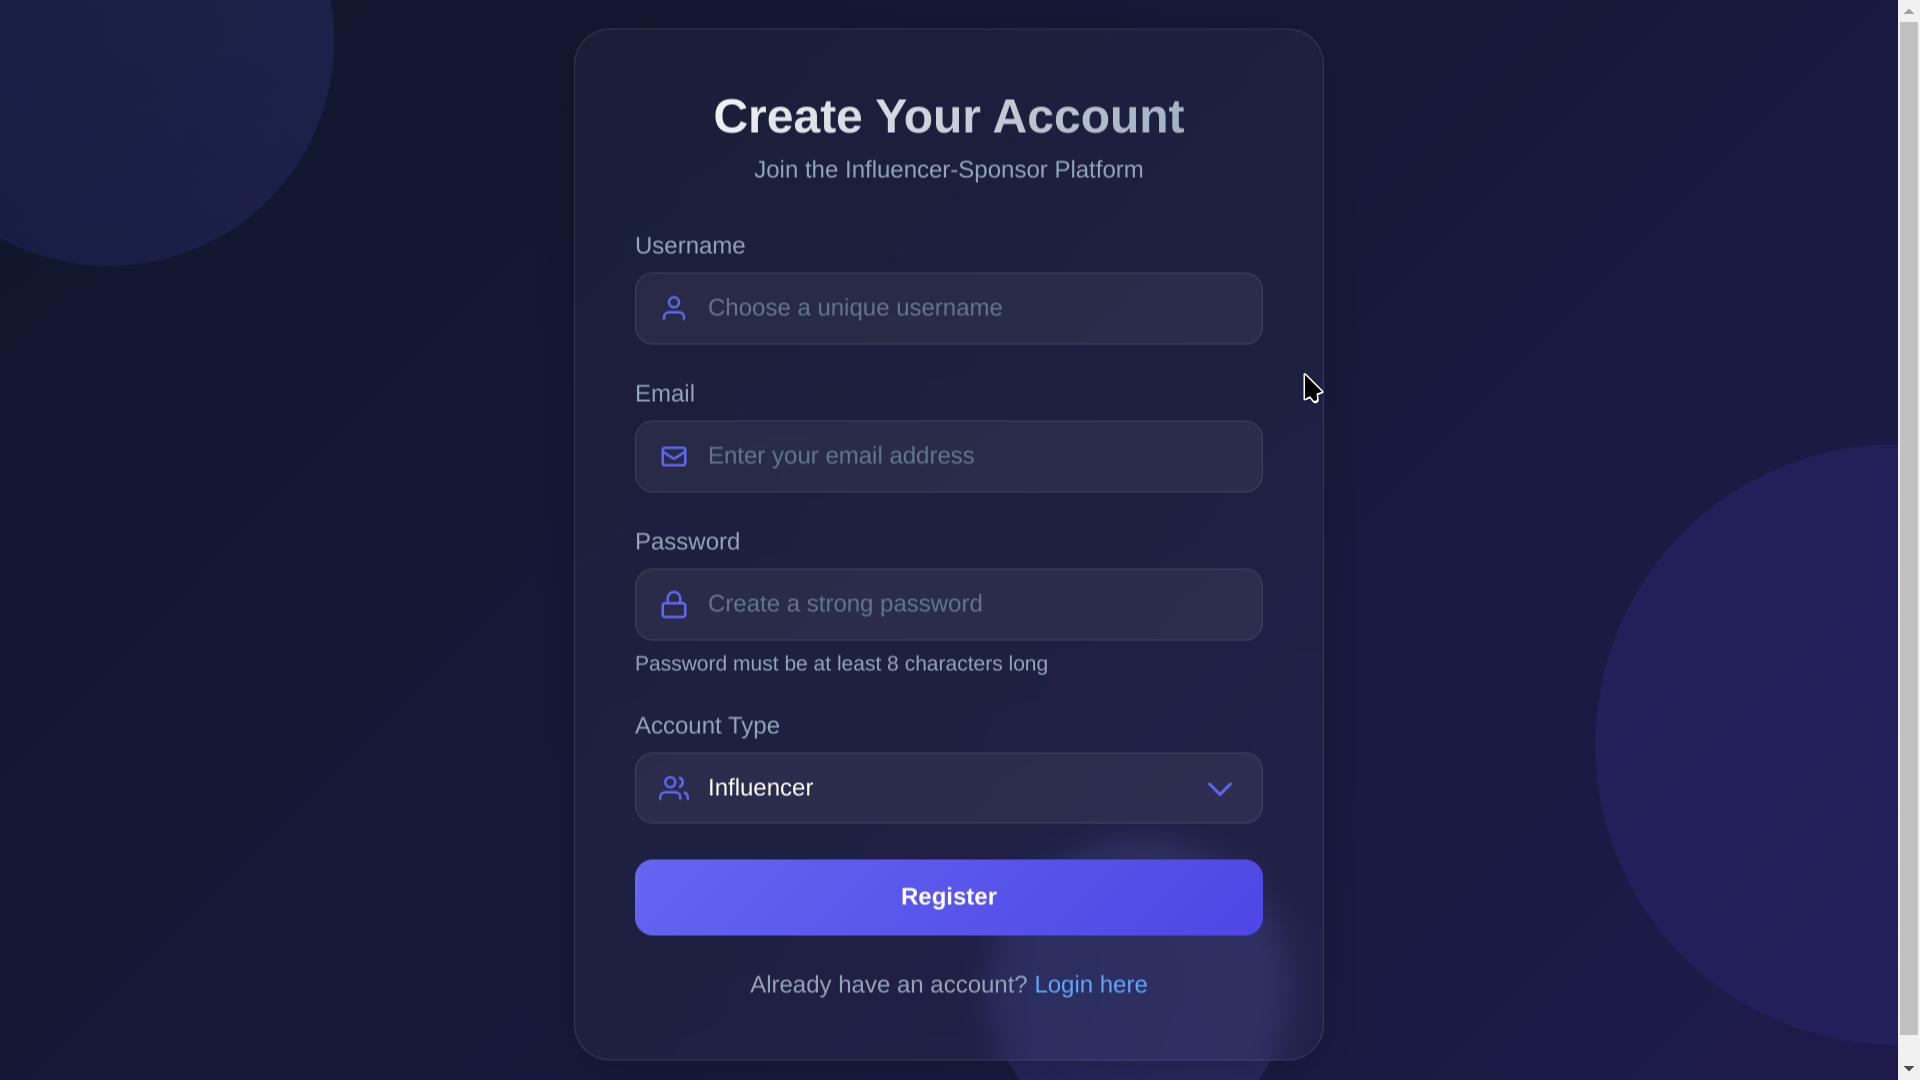 Create Your Account
Join the Influencer-Sponsor Platform
Username
Choose a unique username
Email
Enter your email address
Password
Create a strong password
Password must be at least 8 characters long
Account Type
Influencer
Register
Already have an account? Login here